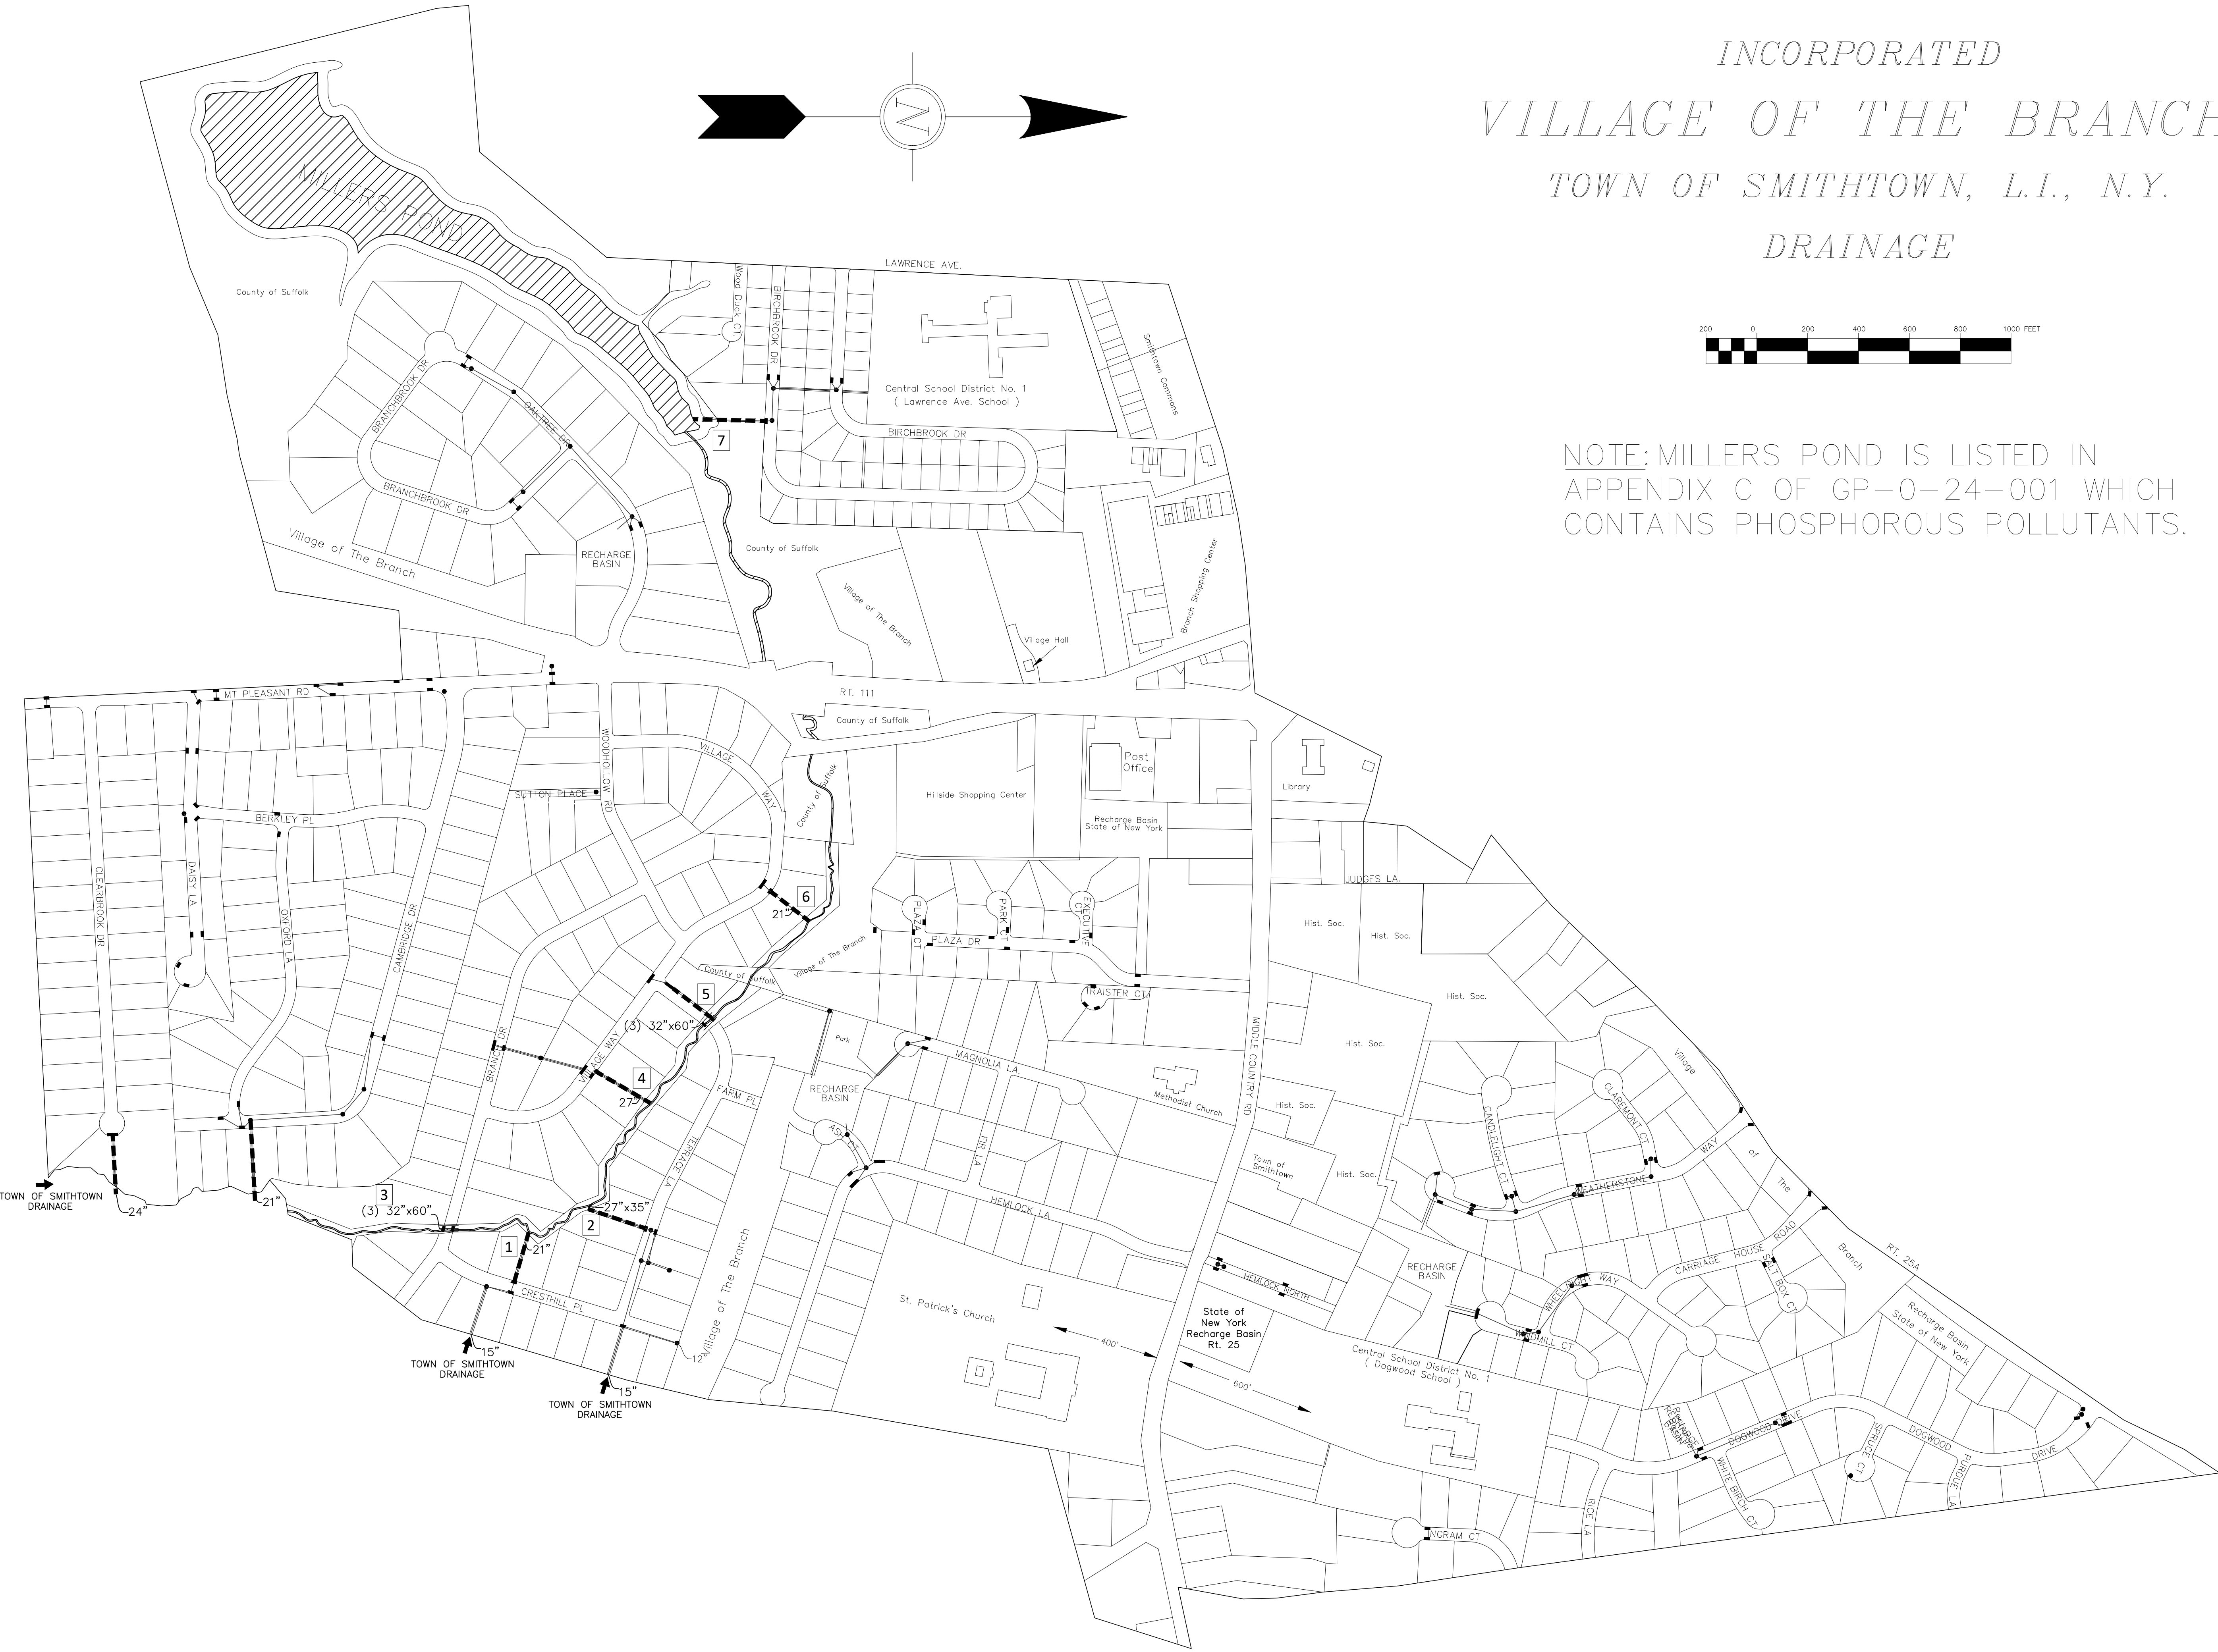 INCORPORATED
VILLAGE OF THE BRANCH
TOWN OF SMITHTOWN, L.I., N.Y.
DRAINAGE
200 0 200 400 600 800 1000 FEET
NOTE: MILLERS POND IS LISTED IN
APPENDIX C OF GP-0-24-001 WHICH
CONTAINS PHOSPHOROUS POLLUTANTS.
N
MILLERS POND
County of Suffolk
LAWRENCE AVE.
Wood Duck CT.
BIRCHBROOK DR
Smithtown Commons
Central School District No. 1
( Lawrence Ave. School )
BIRCHBROOK DR
7
BRANCHBROOK DR
OAKTREE DR
BRANCHBROOK DR
Village of The Branch
RECHARGE
BASIN
County of Suffolk
Village of The Branch
Branch Shopping Center
Village Hall
RT. 111
MT PLEASANT RD
County of Suffolk
WOODHOLLOW RD
VILLAGE
WAY
County of Suffolk
Post
Office
Library
SUTTON PLACE
Hillside Shopping Center
Recharge Basin
State of New York
BERKLEY PL
CLEARBROOK DR
DAISY LA
OXFORD LA
CAMBRIDGE DR
JUDGES LA.
6
21"
PLAZA CT
PARK CT
EXECUTIVE
CT
PLAZA DR
Hist. Soc.
Hist. Soc.
Village of The Branch
County of Suffolk
5
(3) 32"x60"
TRAISTER CT
Hist. Soc.
Park
BRANCH DR
VILLAGE WAY
MAGNOLIA LA.
MIDDLE COUNTRY RD
Hist. Soc.
Village
4
27"
FARM PL
RECHARGE
BASIN
Methodist Church
Hist. Soc.
CANDLELIGHT CT
CLAREMONT CT
ASH CT
FIR LA
TERRACE LA
WAY
of
The
Town of
Smithtown
Hist. Soc.
WEATHERSTONE
TOWN OF SMITHTOWN
DRAINAGE
24"
21"
3
(3) 32"x60"
27"x35"
2
1
21"
HEMLOCK LA
Village of The Branch
CARRIAGE HOUSE ROAD
Branch
RT. 25A
RECHARGE
BASIN
HEMLOCK NORTH
WHEELRIGHT WAY
SALT BOX CT
CRESTHILL PL
St. Patrick's Church
State of
New York
Recharge Basin
Rt. 25
Recharge Basin
State of New York
WINDMILL CT
15"
12"
TOWN OF SMITHTOWN
DRAINAGE
400'
600'
Central School District No. 1
( Dogwood School )
15"
TOWN OF SMITHTOWN
DRAINAGE
RECHARGE
BASIN
DOGWOOD DRIVE
SPRUCE CT
DOGWOOD
DRIVE
PURDUE LA
WHITE BIRCH CT
RICE LA
INGRAM CT